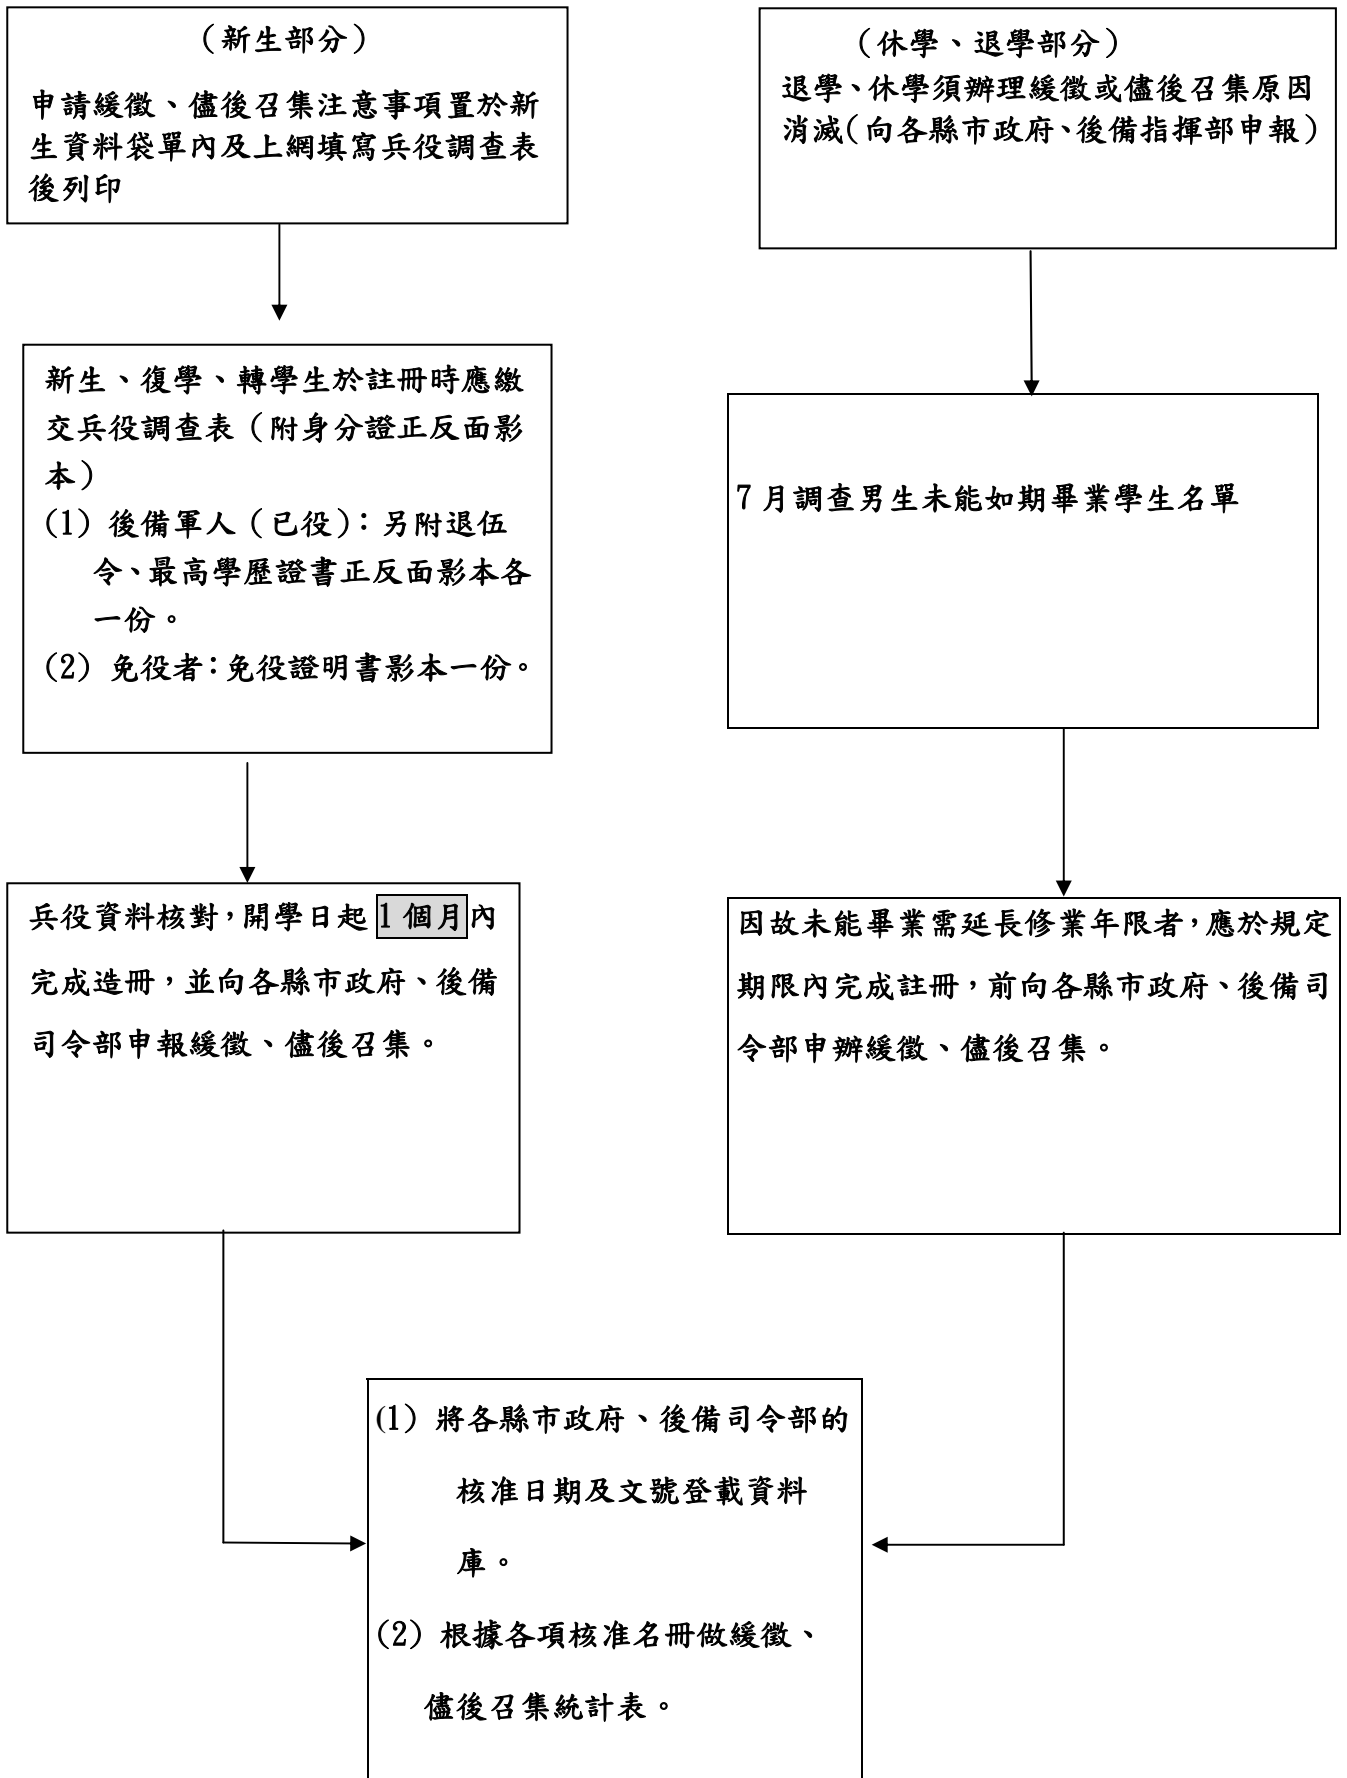 （新生部分）
申請緩徵、儘後召集注意事項置於新
生資料袋單內及上網填寫兵役調查表
後列印
新生、復學、轉學生於註冊時應繳
交兵役調查表（附身分證正反面影
本）
(1) 後備軍人（已役）：另附退伍
令、最高學歷證書正反面影本各
一份。
(2) 免役者：免役證明書影本一份。
兵役資料核對，開學日起 1 個月內
完成造冊，並向各縣市政府、後備
司令部申報緩徵、儘後召集。
（休學、退學部分）
退學、休學須辦理緩徵或儘後召集原因
消滅（向各縣市政府、後備指揮部申報）
7 月調查男生未能如期畢業學生名單
因故未能畢業需延長修業年限者，應於規定
期限內完成註冊，前向各縣市政府、後備司
令部申辦緩徵、儘後召集。
(1) 將各縣市政府、後備司令部的
核准日期及文號登載資料
庫。
(2) 根據各項核准名冊做緩徵、
儘後召集統計表。